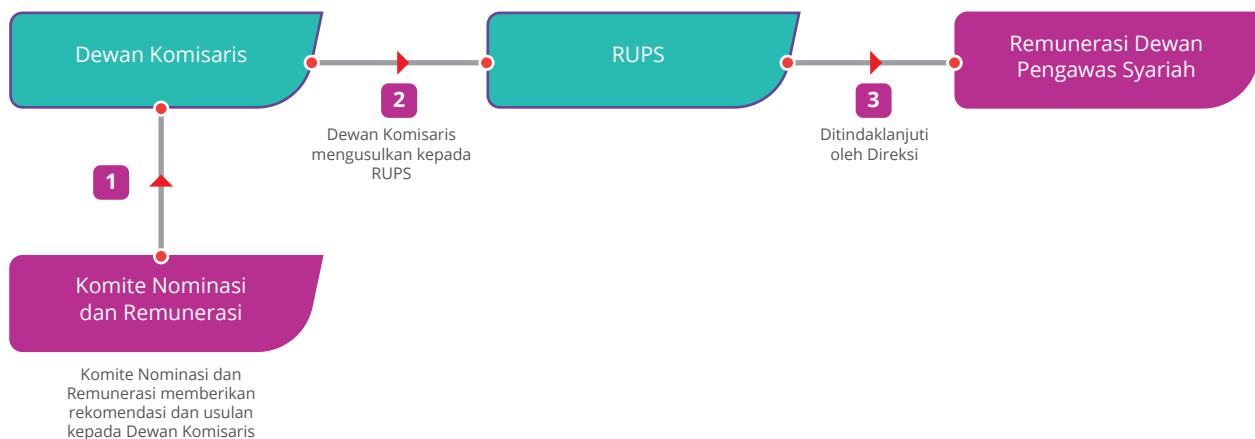 Dewan Komisaris
RUPS
Remunerasi Dewan
Pengawas Syariah
2
Dewan Komisaris
mengusulkan kepada
RUPS
3
Ditindaklanjuti
oleh Direksi
1
Komite Nominasi
dan Remunerasi
Komite Nominasi dan
Remunerasi memberikan
rekomendasi dan usulan
kepada Dewan Komisaris